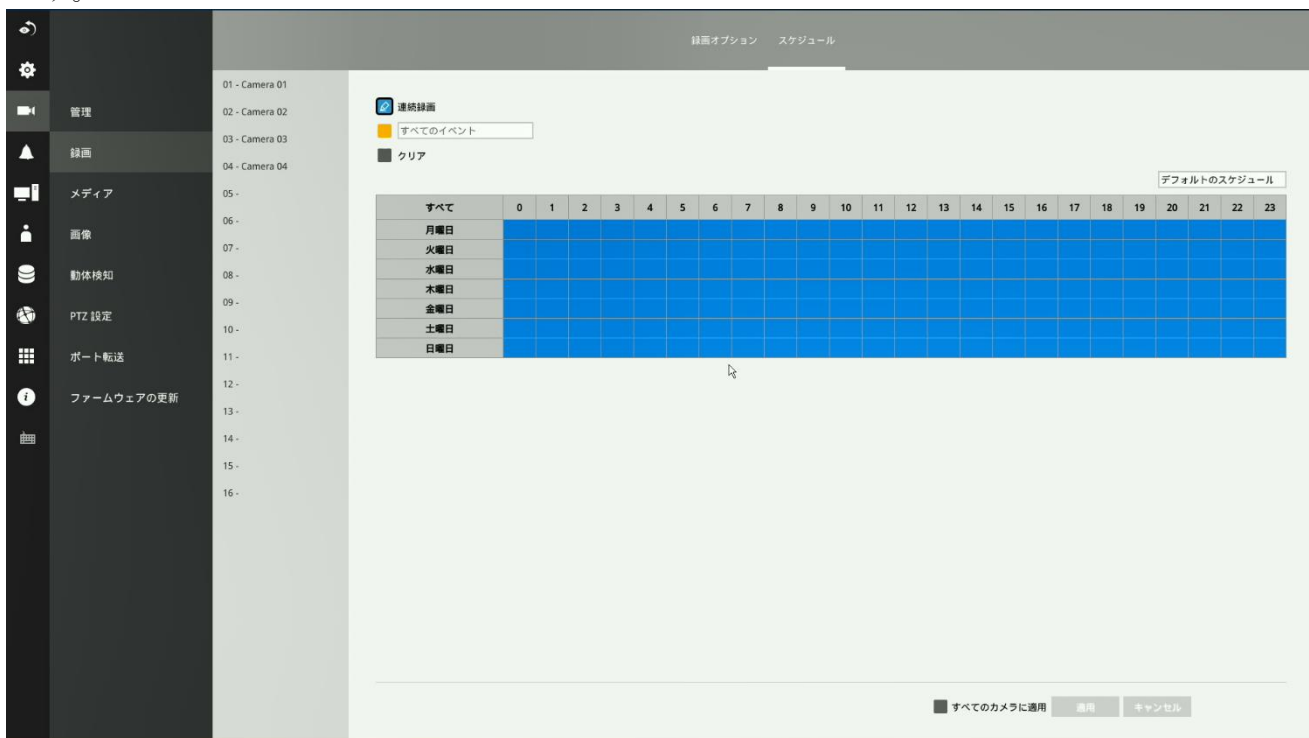 録画オプション スケジュール
管理
録画
メディア
画像
動体検知
PTZ 設定
ポート転送
ファームウェアの更新
01 - Camera 01
02 - Camera 02
03 - Camera 03
04 - Camera 04
05 -
06 -
07 -
08 -
09 -
10 -
11 -
12 -
13 -
14 -
15 -
16 -
連続録画
すべてのイベント
クリア
デフォルトのスケジュール
すべて 0 1 2 3 4 5 6 7 8 9 10 11 12 13 14 15 16 17 18 19 20 21 22 23
月曜日
火曜日
水曜日
木曜日
金曜日
土曜日
日曜日
すべてのカメラに適用 適用 キャンセル